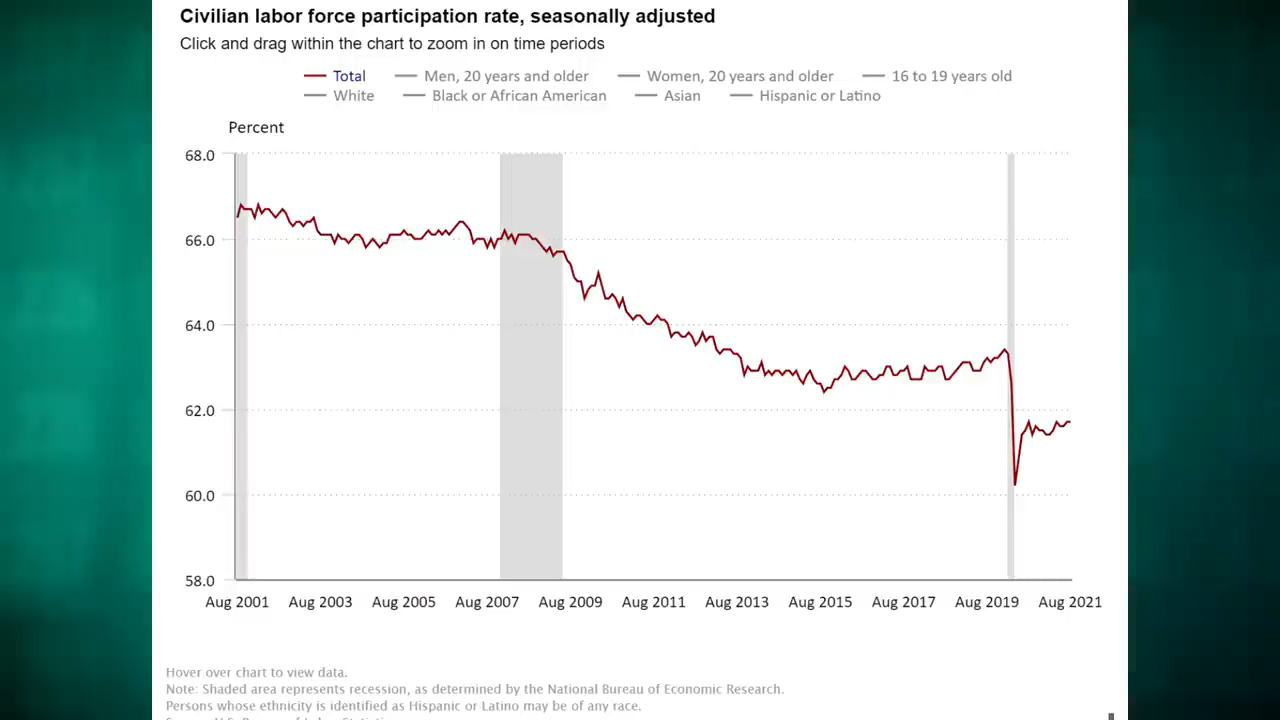 Civilian labor force participation rate, seasonally adjusted
Click and drag within the chart to zoom in on time periods
Total Men, 20 years and older Women, 20 years and older 16 to 19 years old
White Black or African American Asian Hispanic or Latino
Percent
68.0
66.0
64.0
62.0
60.0
58.0
Aug 2001 Aug 2003 Aug 2005 Aug 2007 Aug 2009 Aug 2011 Aug 2013 Aug 2015 Aug 2017 Aug 2019 Aug 2021
Hover over chart to view data.
Note: Shaded area represents recession, as determined by the National Bureau of Economic Research.
Persons whose ethnicity is identified as Hispanic or Latino may be of any race.